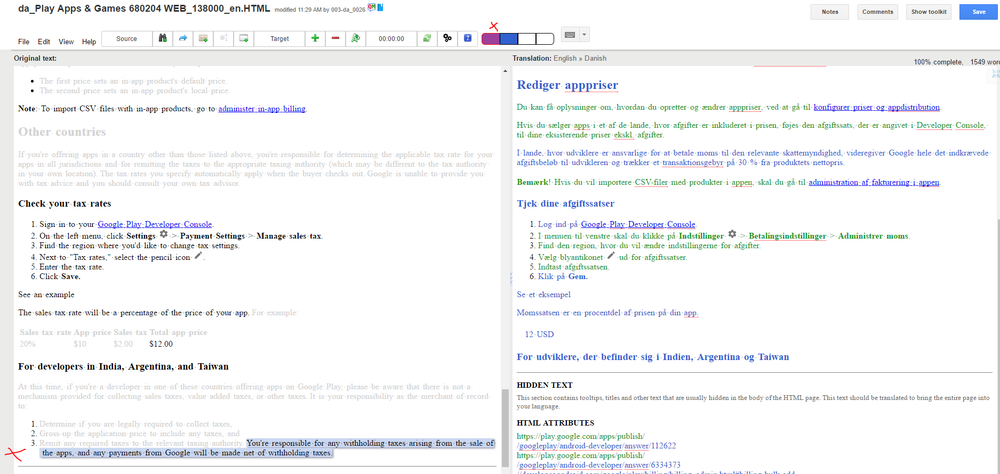 da_Play Apps & Games 680204 WEB_138000_en.HTML modified 11:29 AM by 003-da_0026 QM
Notes Comments Show toolkit Save
File Edit View Help Source Target 00:00:00
Original text:
The first price sets an in-app product's default price.
The second price sets an in-app product's local price.
Note: To import CSV files with in-app products, go to administer in-app billing.
Other countries
If you're offering apps in a country other than those listed above, you're responsible for determining the applicable tax rate for your
apps in all jurisdictions and for remitting the taxes to the appropriate taxing authority (which may be different to the tax authority
in your own location). The tax rates you specify automatically apply when the buyer checks out. Google is unable to provide you
with tax advice and you should consult your own tax advisor.
Check your tax rates
1. Sign in to your Google Play Developer Console.
2. On the left menu, click Settings > Payment Settings > Manage sales tax.
3. Find the region where you'd like to change tax settings.
4. Next to "Tax rates," select the pencil icon .
5. Enter the tax rate.
6. Click Save.
See an example
The sales tax rate will be a percentage of the price of your app. For example:
Sales tax rate App price Sales tax Total app price
20% $10 $2.00 $12.00
For developers in India, Argentina, and Taiwan
At this time, if you're a developer in one of these countries offering apps on Google Play, please be aware that there is not a
mechanism provided for collecting sales taxes, value added taxes, or other taxes. It is your responsibility as the merchant of record
to:
1. Determine if you are legally required to collect taxes,
2. Gross-up the application price to include any taxes, and
3. Remit any required taxes to the relevant taxing authority. You're responsible for any withholding taxes arising from the sale of
the apps, and any payments from Google will be made net of withholding taxes.
Translation: English » Danish
100% complete, 1549 wor
Rediger apppriser
Du kan få oplysninger om, hvordan du opretter og ændrer apppriser, ved at gå til konfigurer priser og appdistribution.
Hvis du sælger apps i et af de lande, hvor afgifter er inkluderet i prisen, føjes den afgiftssats, der er angivet i Developer Console,
til dine eksisterende priser ekskl. afgifter.
I lande, hvor udviklere er ansvarlige for at betale moms til den relevante skattemyndighed, videregiver Google hele det indkrævede
afgiftsbeløb til udvikleren og trækker et transaktionsgebyr på 30 % fra produktets nettopris.
Bemærk! Hvis du vil importere CSV-filer med produkter i appen, skal du gå til administration af fakturering i appen.
Tjek dine afgiftssatser
1. Log ind på Google Play Developer Console.
2. I menuen til venstre skal du klikke på Indstillinger > Betalingsindstillinger > Administrer moms.
3. Find den region, hvor du vil ændre indstillingerne for afgifter.
4. Vælg blyantikonet ud for afgiftssatser.
5. Indtast afgiftssatsen.
6. Klik på Gem.
Se et eksempel
Momssatsen er en procentdel af prisen på din app.
12 USD
For udviklere, der befinder sig i Indien, Argentina og Taiwan
HIDDEN TEXT
This section contains tooltips, titles and other text that are usually hidden in the body of the HTML page. This text should be translated to bring the entire page into
your language.
HTML ATTRIBUTES
https://play.google.com/apps/publish/
/googleplay/android-developer/answer/112622
https://play.google.com/apps/publish/
/googleplay/android-developer/answer/6334373